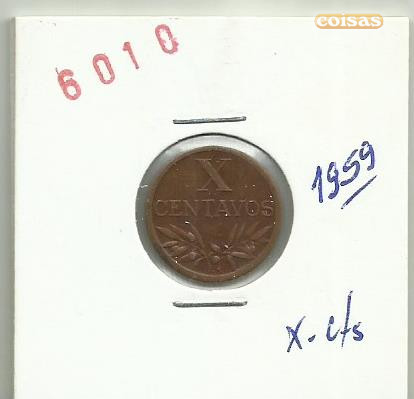 coisas
6010
X
CENTAVOS
1959
x. cts